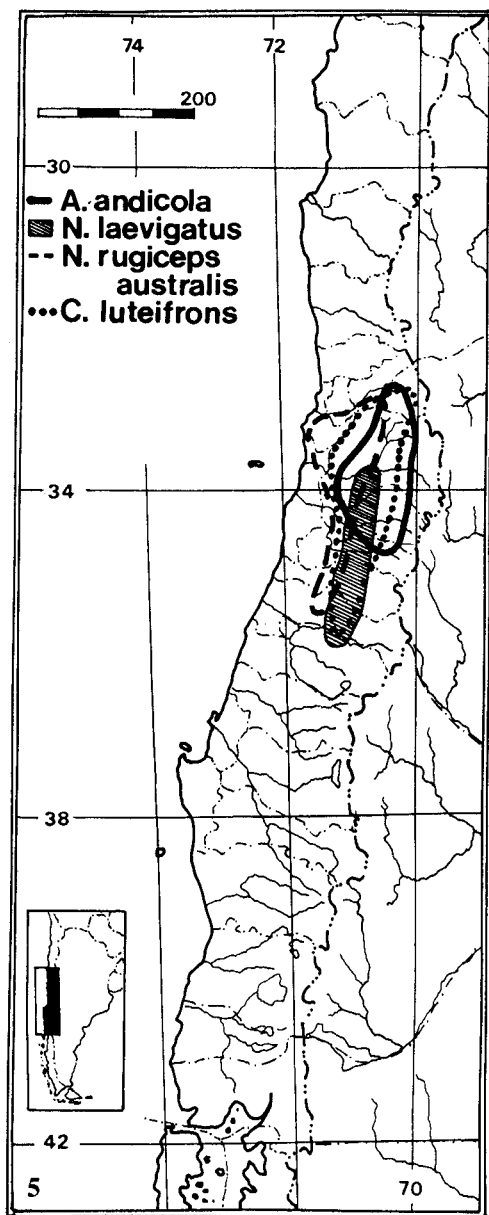 74 72
200
30
A. andicola
N. laevigatus
N. rugiceps
australis
C. luteifrons
34
38
42
5 70